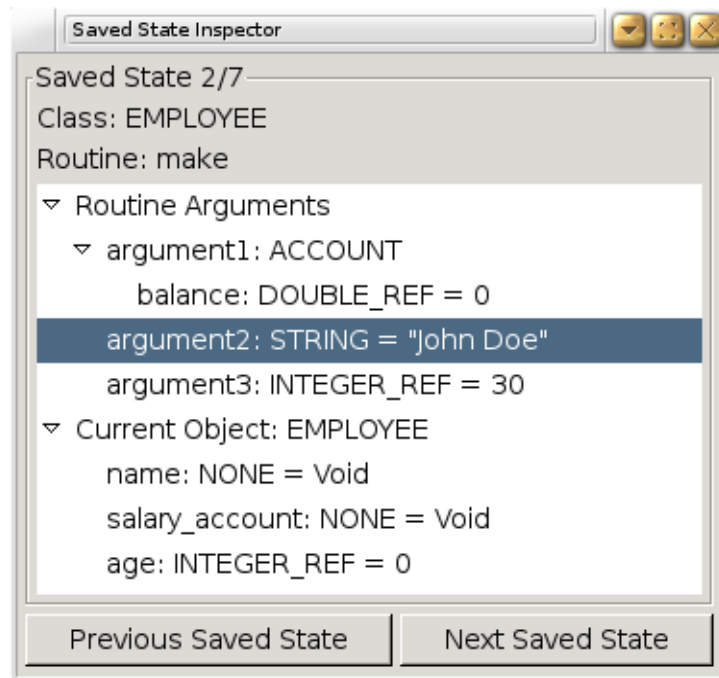 Saved State Inspector
Saved State 2/7
Class: EMPLOYEE
Routine: make
Routine Arguments
argument1: ACCOUNT
balance: DOUBLE_REF = 0
argument2: STRING = "John Doe"
argument3: INTEGER_REF = 30
Current Object: EMPLOYEE
name: NONE = Void
salary_account: NONE = Void
age: INTEGER_REF = 0
Previous Saved State
Next Saved State